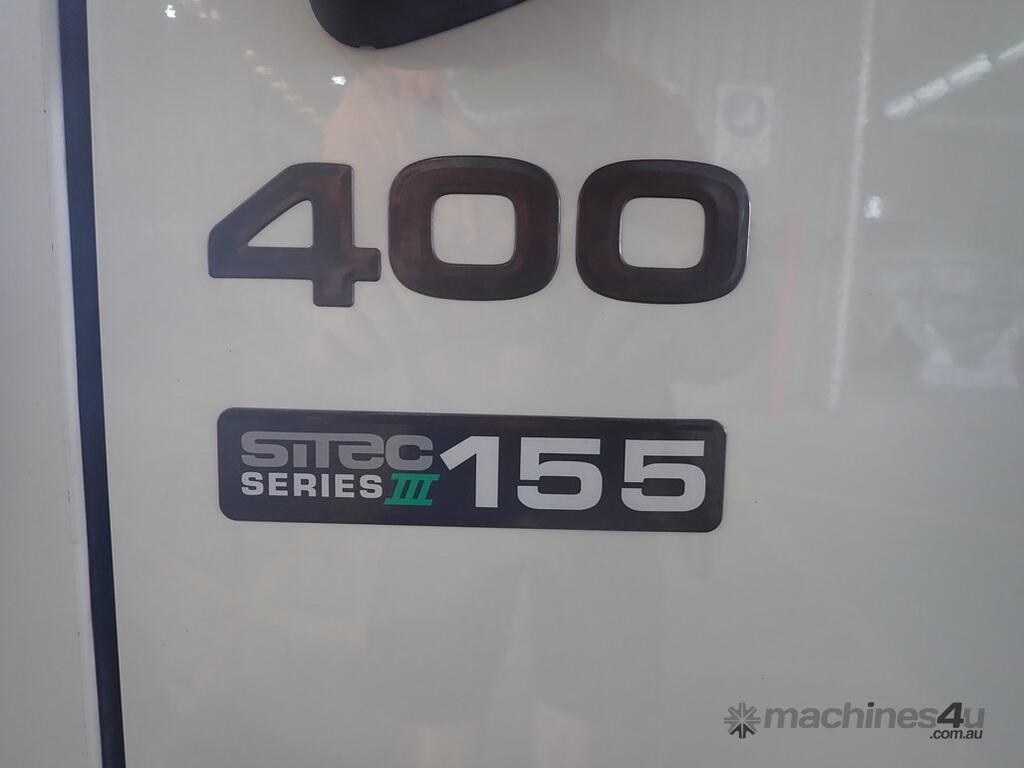 400
SiTEC
SERIES III 155
machines4u
.com.au